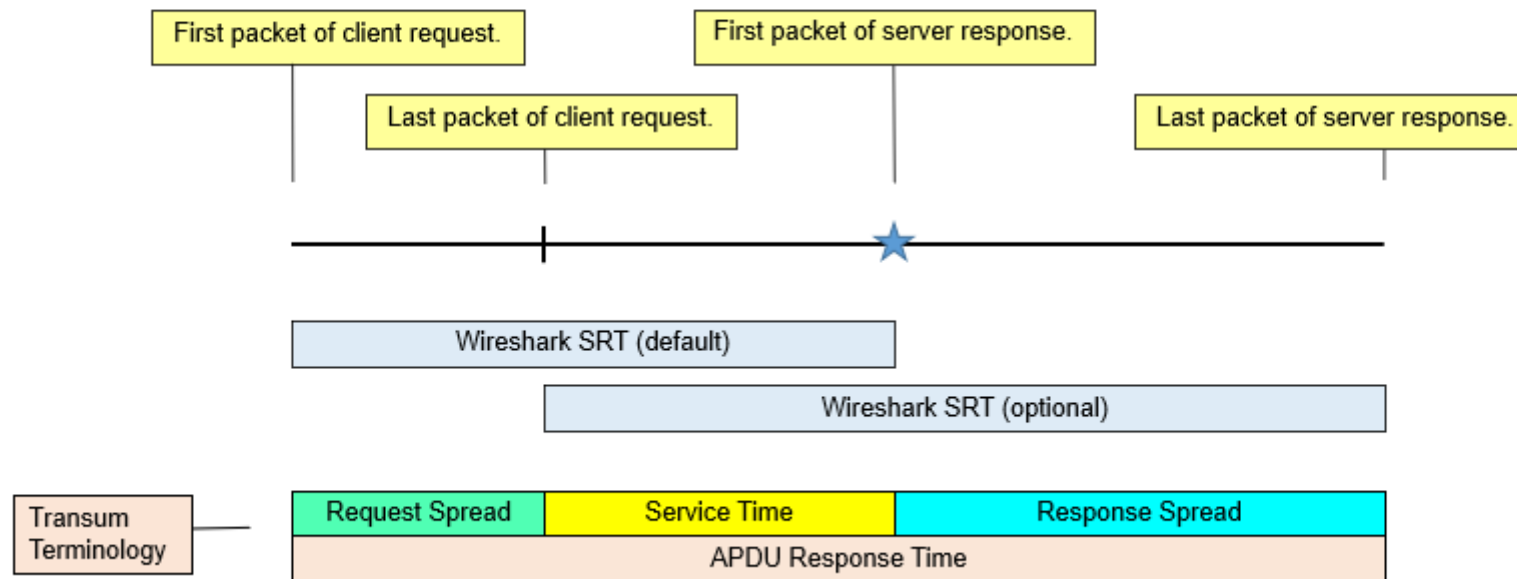 First packet of client request.
First packet of server response.
Last packet of client request.
Last packet of server response.
Wireshark SRT (default)
Wireshark SRT (optional)
Transum
Terminology
Request Spread
Service Time
Response Spread
APDU Response Time